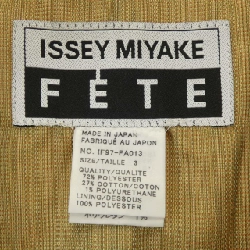 ISSEY MIYAKE
FÊTE
MADE IN JAPAN
FABRIQUÉ AU JAPON
NO. IF97-FA013
SIZE/TAILLE 3
QUALITY/QUALITÉ
72% POLYESTER
27% COTTON/COTON
1% POLYURETHANE
LINING/DESSOUS
100% POLYESTER